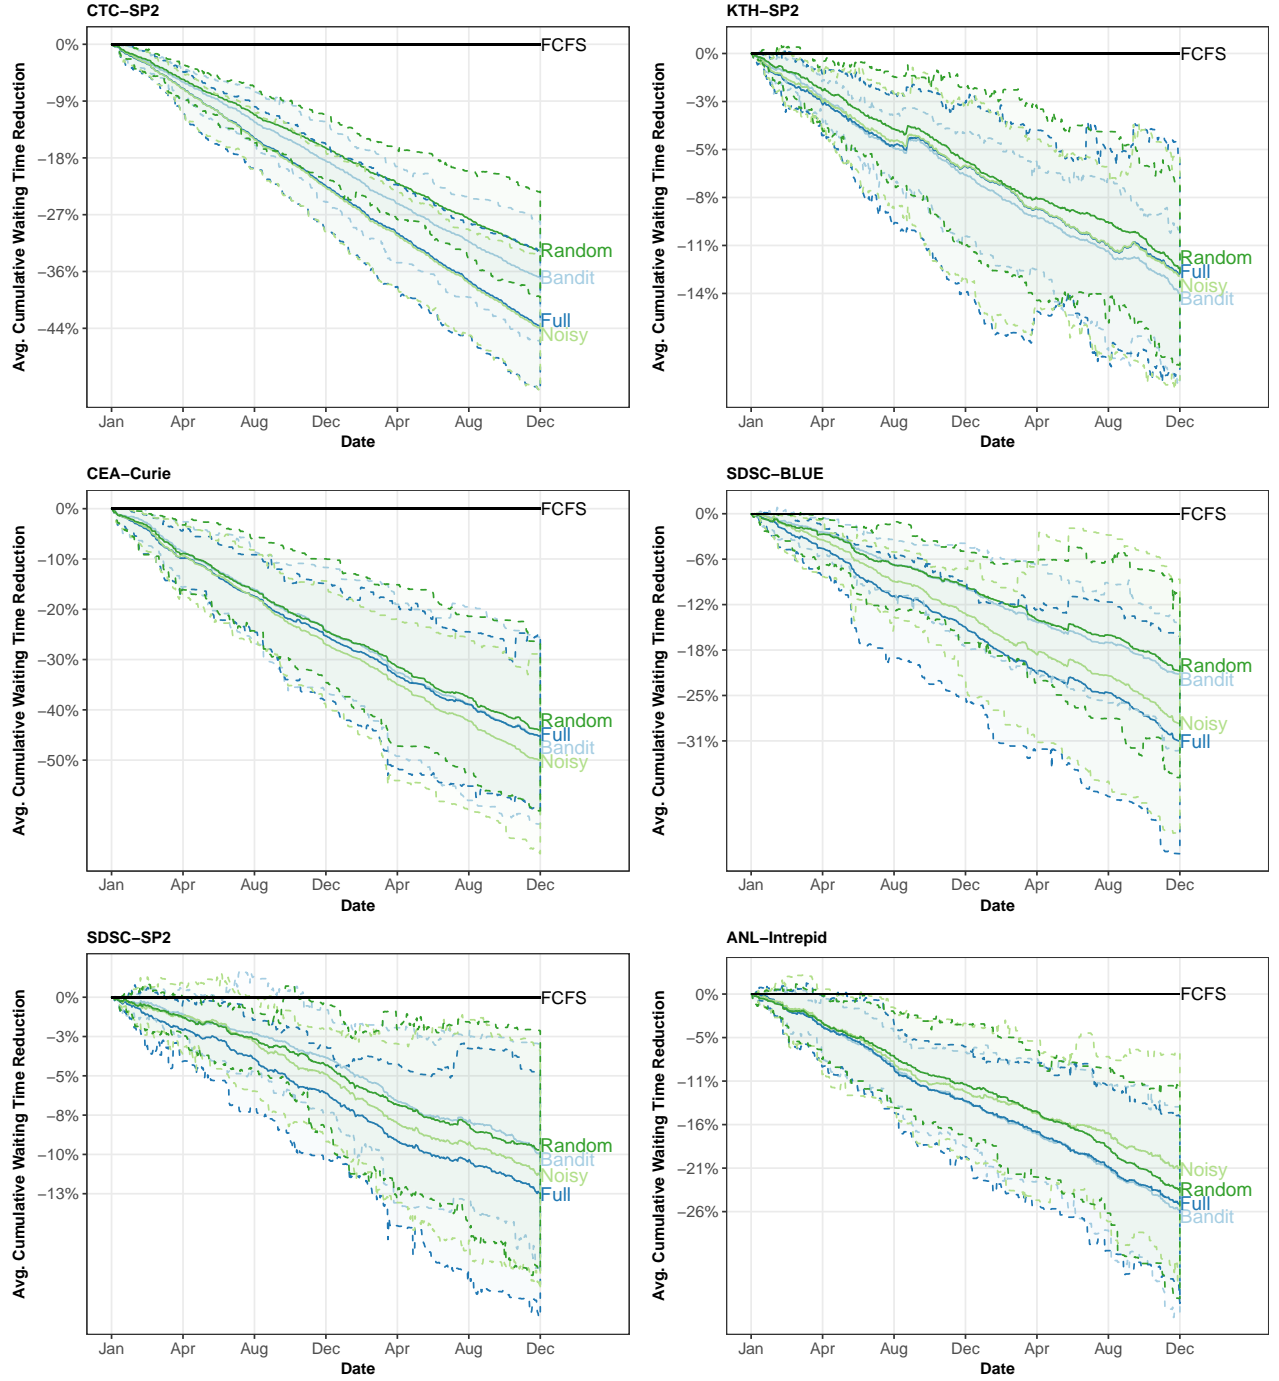 CTC−SP2
Avg. Cumulative Waiting Time Reduction
0%
−9%
−18%
−27%
−36%
−44%
FCFS
Random
Bandit
Full
Noisy
Jan Apr Aug Dec Apr Aug Dec
Date
KTH−SP2
Avg. Cumulative Waiting Time Reduction
0%
−3%
−5%
−8%
−11%
−14%
FCFS
Random
Full
Noisy
Bandit
Jan Apr Aug Dec Apr Aug Dec
Date
CEA−Curie
Avg. Cumulative Waiting Time Reduction
0%
−10%
−20%
−30%
−40%
−50%
FCFS
Random
Full
Bandit
Noisy
Jan Apr Aug Dec Apr Aug Dec
Date
SDSC−BLUE
Avg. Cumulative Waiting Time Reduction
0%
−6%
−12%
−18%
−25%
−31%
FCFS
Random
Bandit
Noisy
Full
Jan Apr Aug Dec Apr Aug Dec
Date
SDSC−SP2
Avg. Cumulative Waiting Time Reduction
0%
−3%
−5%
−8%
−10%
−13%
FCFS
Random
Bandit
Noisy
Full
Jan Apr Aug Dec Apr Aug Dec
Date
ANL−Intrepid
Avg. Cumulative Waiting Time Reduction
0%
−5%
−11%
−16%
−21%
−26%
FCFS
Noisy
Random
Full
Bandit
Jan Apr Aug Dec Apr Aug Dec
Date